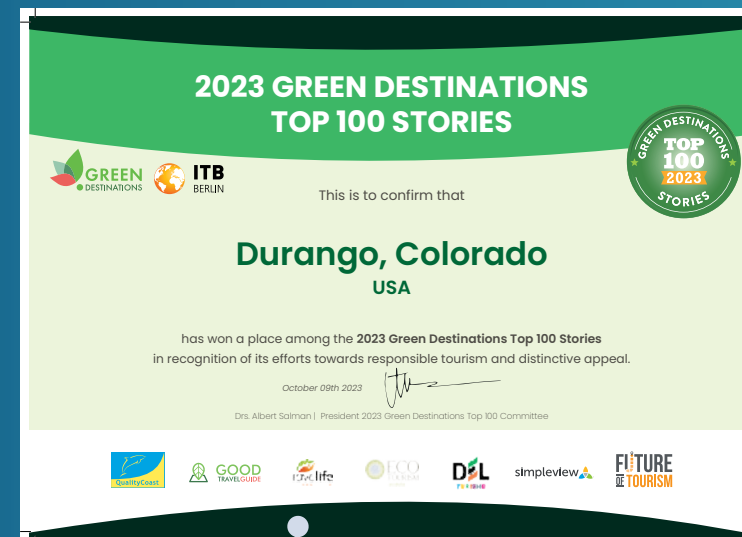 2023 GREEN DESTINATIONS
TOP 100 STORIES
GREEN DESTINATIONS
TOP
100
2023
STORIES
GREEN
DESTINATIONS
ITB
BERLIN
This is to confirm that
Durango, Colorado
USA
has won a place among the 2023 Green Destinations Top 100 Stories
in recognition of its efforts towards responsible tourism and distinctive appeal.
October 09th 2023
Drs. Albert Salman | President 2023 Green Destinations Top 100 Committee
QualityCoast
GOOD
TRAVELGUIDE
life
ECO
TOURISM
simpleview
FUTURE
OF TOURISM